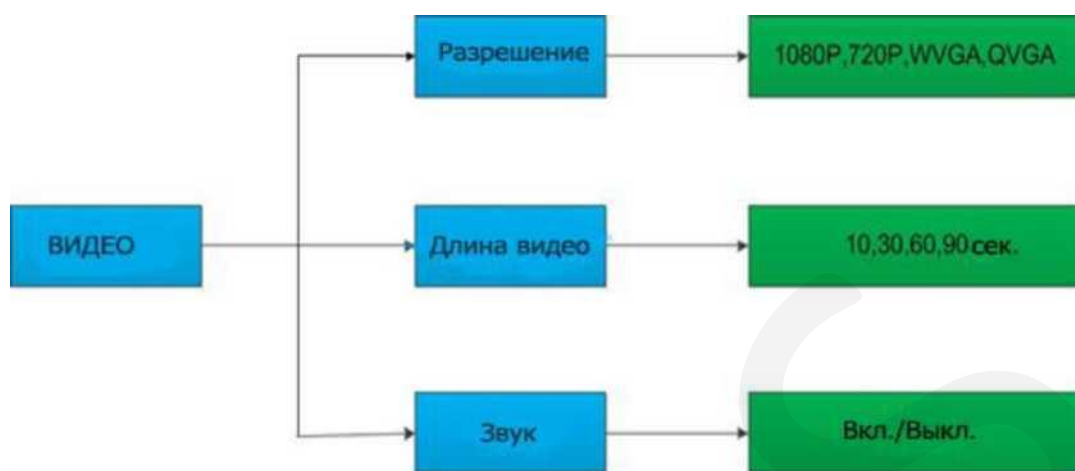 Разрешение
1080P,720P,WVGA,QVGA
ВИДЕО
Длина видео
10,30,60,90 сек.
Звук
Вкл./Выкл.